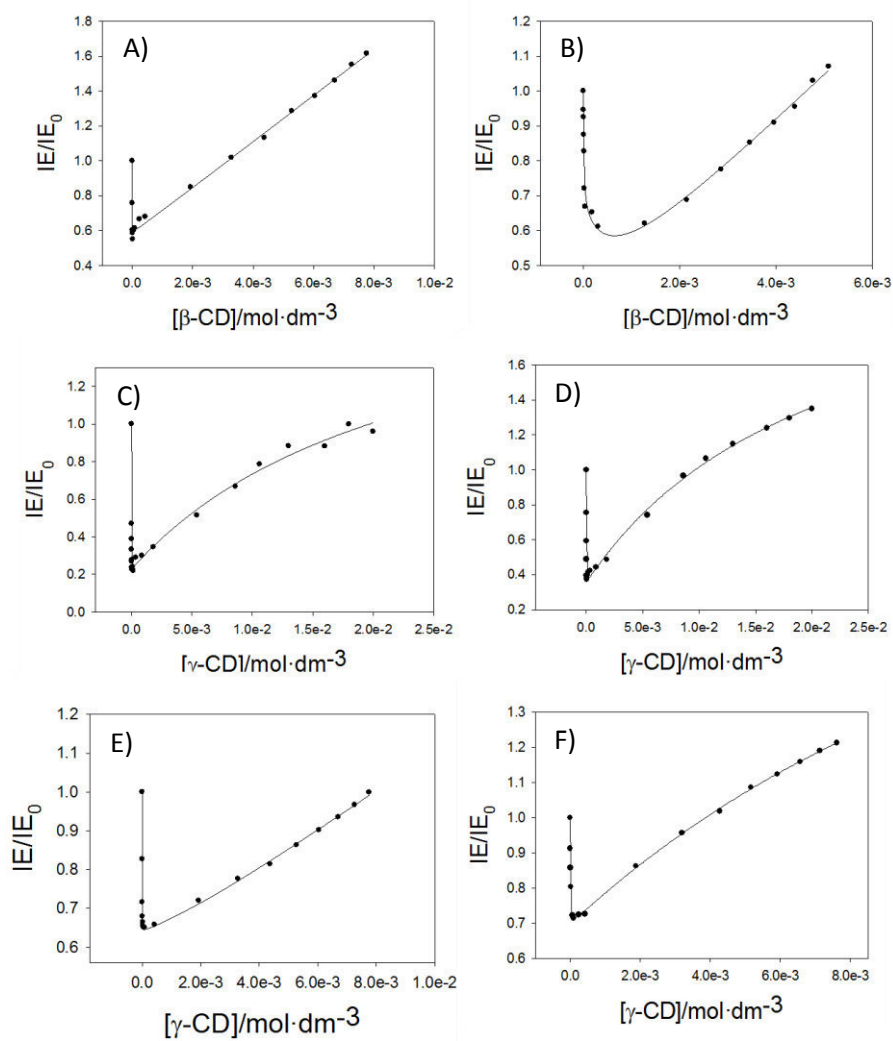 A)
IE/IE0
1.8
1.6
1.4
1.2
1.0
0.8
0.6
0.4
0.0 2.0e-3 4.0e-3 6.0e-3 8.0e-3 1.0e-2
[β-CD]/mol·dm-3
B)
IE/IE0
1.2
1.1
1.0
0.9
0.8
0.7
0.6
0.5
0.0 2.0e-3 4.0e-3 6.0e-3
[β-CD]/mol·dm-3
C)
IE/IE0
1.2
1.0
0.8
0.6
0.4
0.2
0.0
0.0 5.0e-3 1.0e-2 1.5e-2 2.0e-2 2.5e-2
[γ-CD]/mol·dm-3
D)
IE/IE0
1.6
1.4
1.2
1.0
0.8
0.6
0.4
0.2
0.0 5.0e-3 1.0e-2 1.5e-2 2.0e-2 2.5e-2
[γ-CD]/mol·dm-3
E)
IE/IE0
1.2
1.1
1.0
0.9
0.8
0.7
0.6
0.0 2.0e-3 4.0e-3 6.0e-3 8.0e-3 1.0e-2
[γ-CD]/mol·dm-3
F)
IE/IE0
1.3
1.2
1.1
1.0
0.9
0.8
0.7
0.6
0.0 2.0e-3 4.0e-3 6.0e-3 8.0e-3
[γ-CD]/mol·dm-3